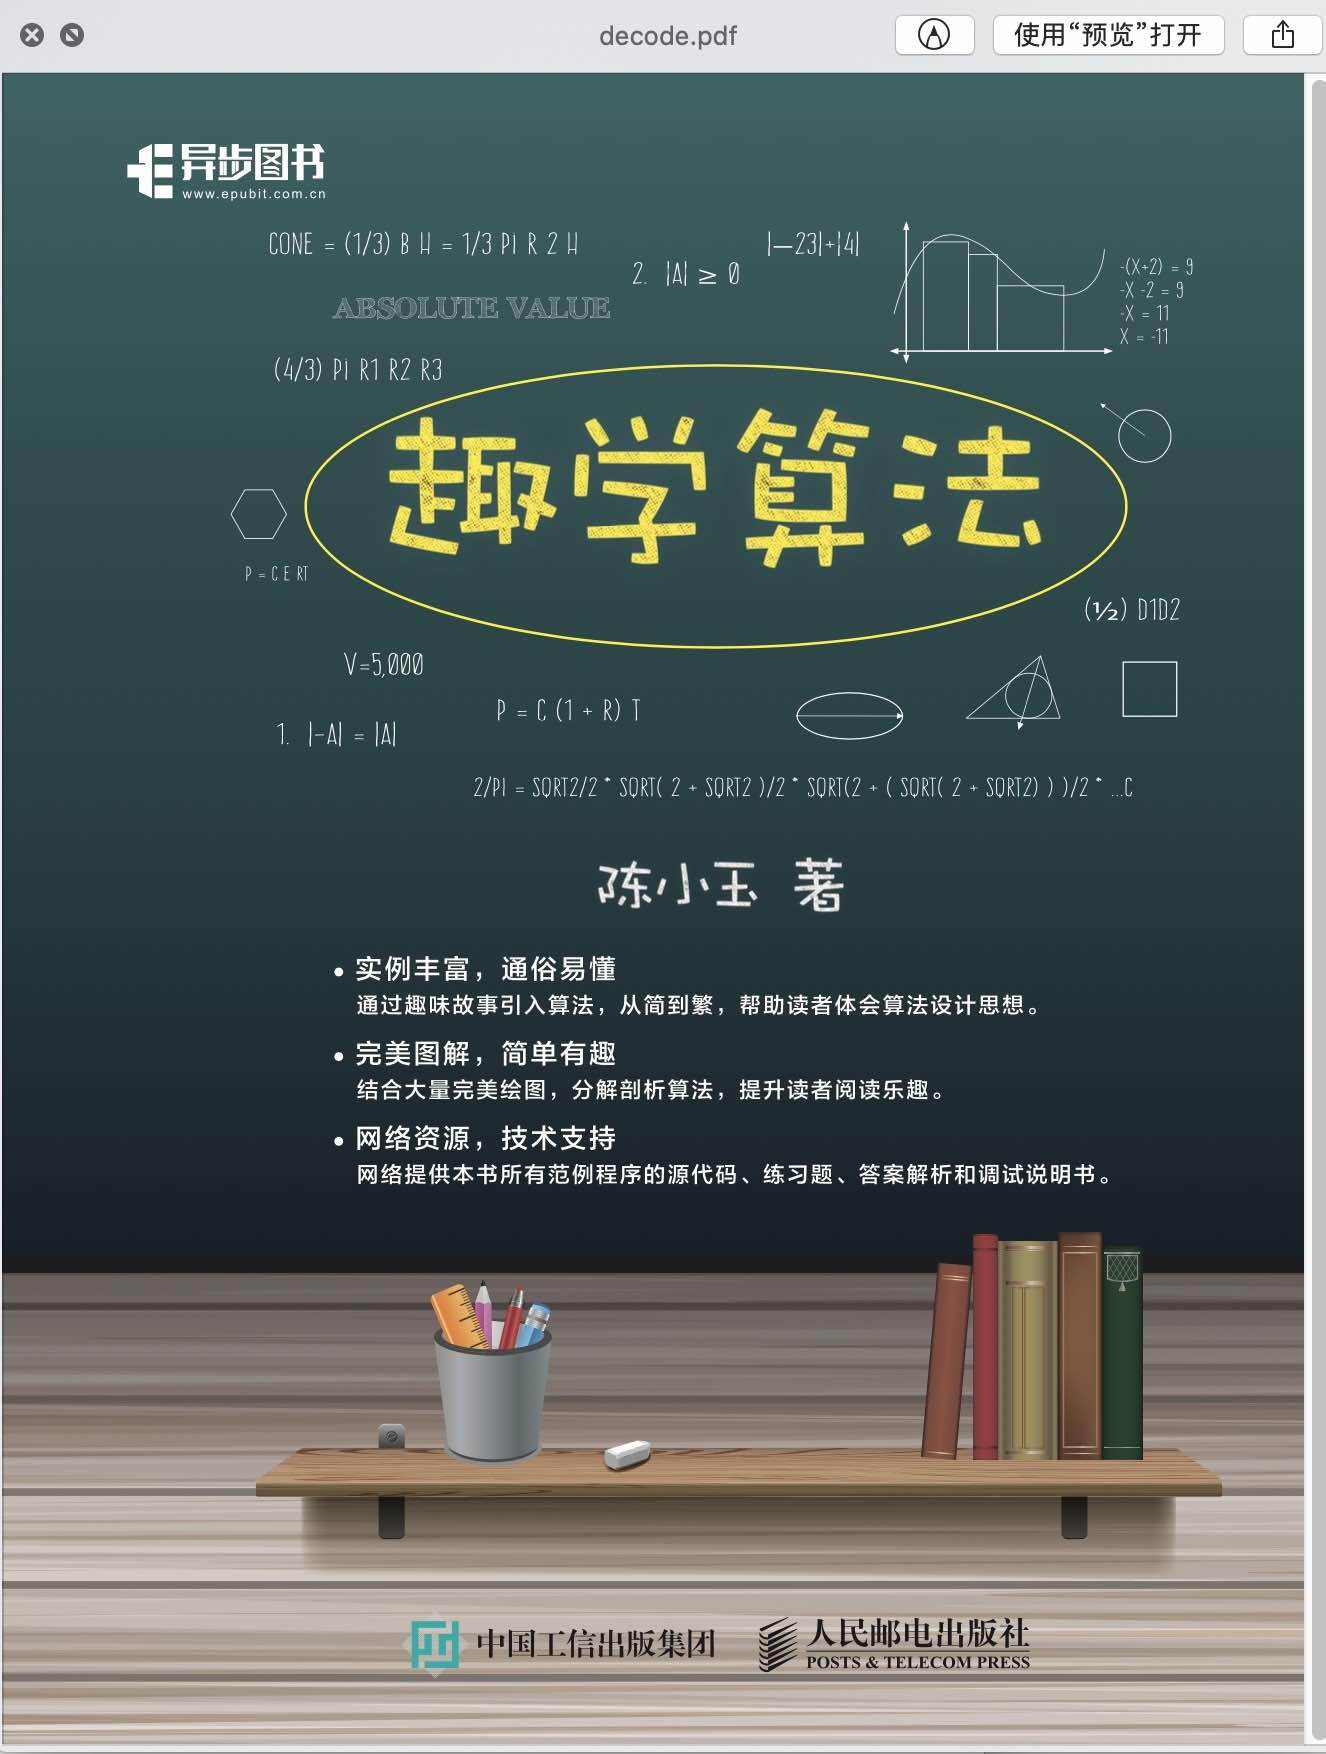 decode.pdf
使用“预览”打开
异步图书
www.epubit.com.cn
CONE = (1/3) B H = 1/3 PI R 2 H
|—23|+|4|
2. |A| ≥ 0
-(X+2) = 9
-X -2 = 9
-X = 11
X = -11
ABSOLUTE VALUE
(4/3) PI R1 R2 R3
趣学算法
P = C E RT
(½) D1D2
V=5,000
P = C (1 + R) T
1. |-A| = |A|
2/PI = SQRT2/2 * SQRT( 2 + SQRT2 )/2 * SQRT(2 + ( SQRT( 2 + SQRT2) ) )/2 * ...C
陈小玉 著
• 实例丰富，通俗易懂
通过趣味故事引入算法，从简到繁，帮助读者体会算法设计思想。
• 完美图解，简单有趣
结合大量完美绘图，分解剖析算法，提升读者阅读乐趣。
• 网络资源，技术支持
网络提供本书所有范例程序的源代码、练习题、答案解析和调试说明书。
中国工信出版集团
人民邮电出版社
POSTS & TELECOM PRESS